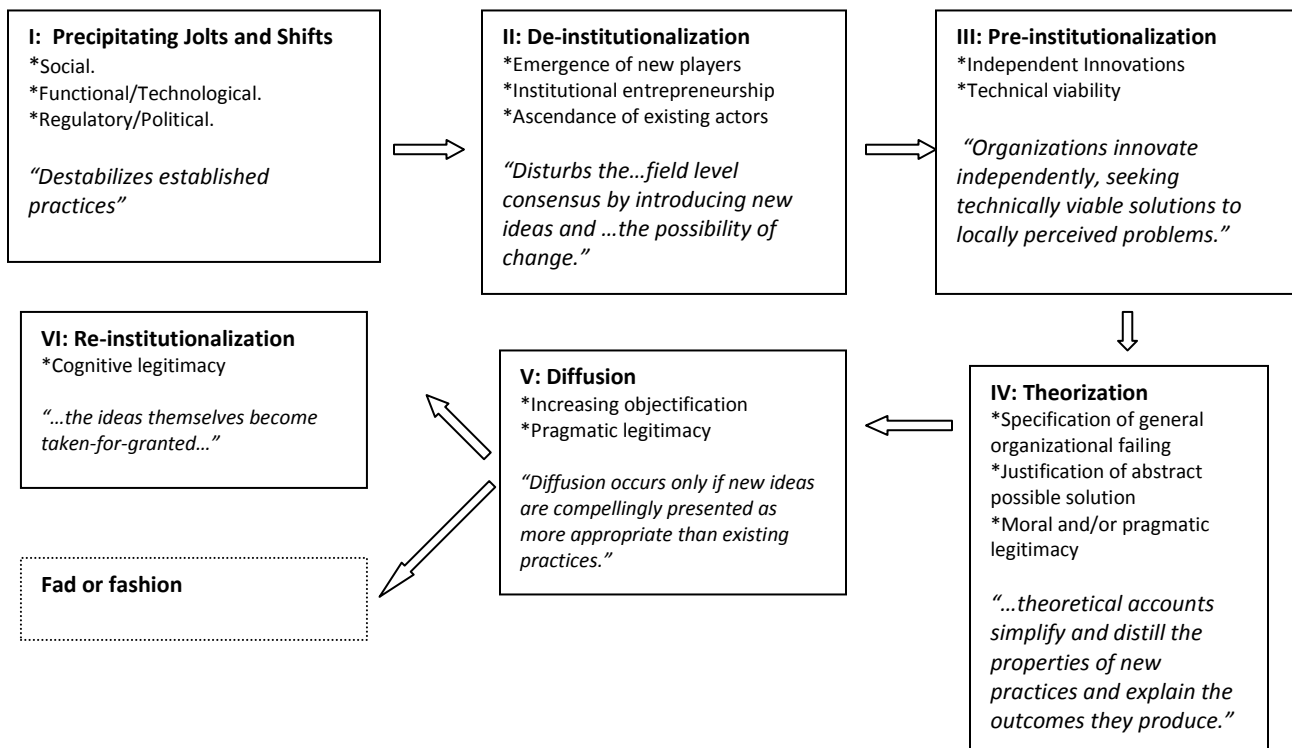 I: Precipitating Jolts and Shifts
*Social.
*Functional/Technological.
*Regulatory/Political.
“Destabilizes established
practices”
II: De-institutionalization
*Emergence of new players
*Institutional entrepreneurship
*Ascendance of existing actors
“Disturbs the…field level
consensus by introducing new
ideas and …the possibility of
change.”
III: Pre-institutionalization
*Independent Innovations
*Technical viability
“Organizations innovate
independently, seeking
technically viable solutions to
locally perceived problems.”
IV: Theorization
*Specification of general
organizational failing
*Justification of abstract
possible solution
*Moral and/or pragmatic
legitimacy
“…theoretical accounts
simplify and distill the
properties of new
practices and explain the
outcomes they produce.”
V: Diffusion
*Increasing objectification
*Pragmatic legitimacy
“Diffusion occurs only if new ideas
are compellingly presented as
more appropriate than existing
practices.”
VI: Re-institutionalization
*Cognitive legitimacy
“…the ideas themselves become
taken-for-granted…”
Fad or fashion